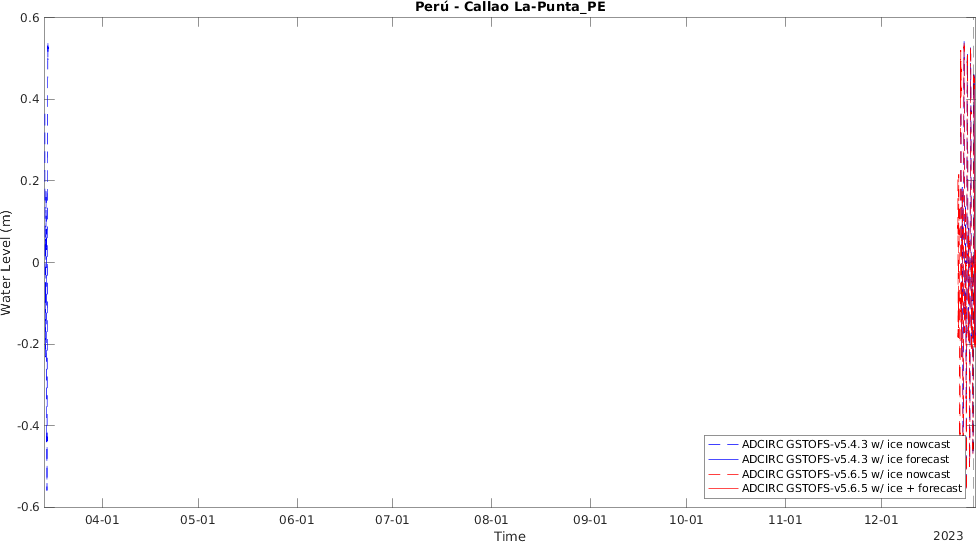 Perú - Callao La-Punta_PE
0.6
0.4
0.2
0
-0.2
-0.4
-0.6
Water Level (m)
04-01 05-01 06-01 07-01 08-01 09-01 10-01 11-01 12-01
Time
2023
ADCIRC GSTOFS-v5.4.3 w/ ice nowcast
ADCIRC GSTOFS-v5.4.3 w/ ice forecast
ADCIRC GSTOFS-v5.6.5 w/ ice nowcast
ADCIRC GSTOFS-v5.6.5 w/ ice + forecast